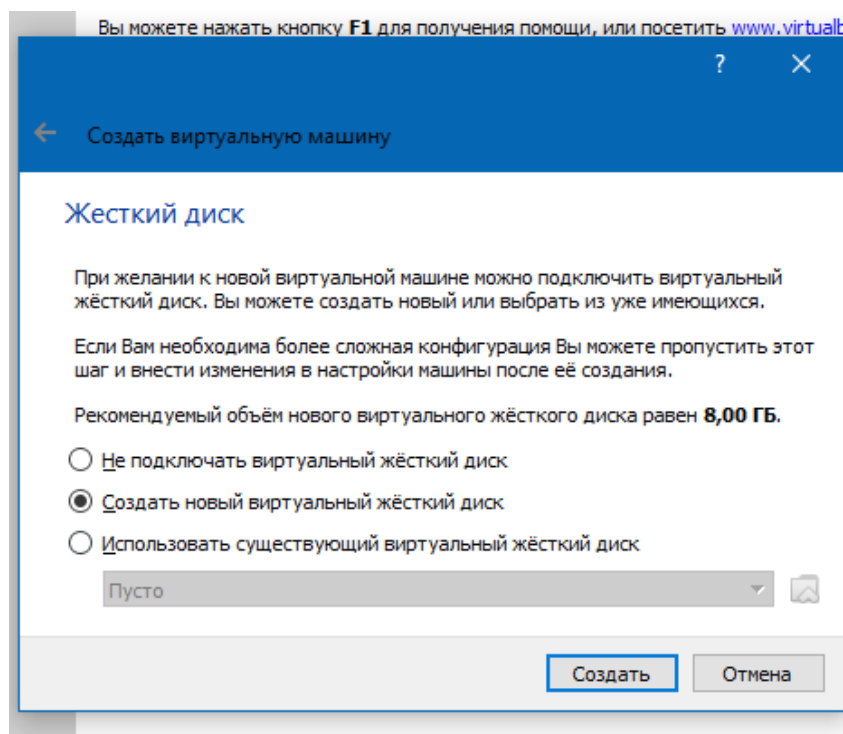 Вы можете нажать кнопку F1 для получения помощи, или посетить www.virtualb
?
Создать виртуальную машину
Жесткий диск
При желании к новой виртуальной машине можно подключить виртуальный
жёсткий диск. Вы можете создать новый или выбрать из уже имеющихся.
Если Вам необходима более сложная конфигурация Вы можете пропустить этот
шаг и внести изменения в настройки машины после её создания.
Рекомендуемый объём нового виртуального жёсткого диска равен 8,00 ГБ.
Не подключать виртуальный жёсткий диск
Создать новый виртуальный жёсткий диск
Использовать существующий виртуальный жёсткий диск
Пусто
Создать Отмена